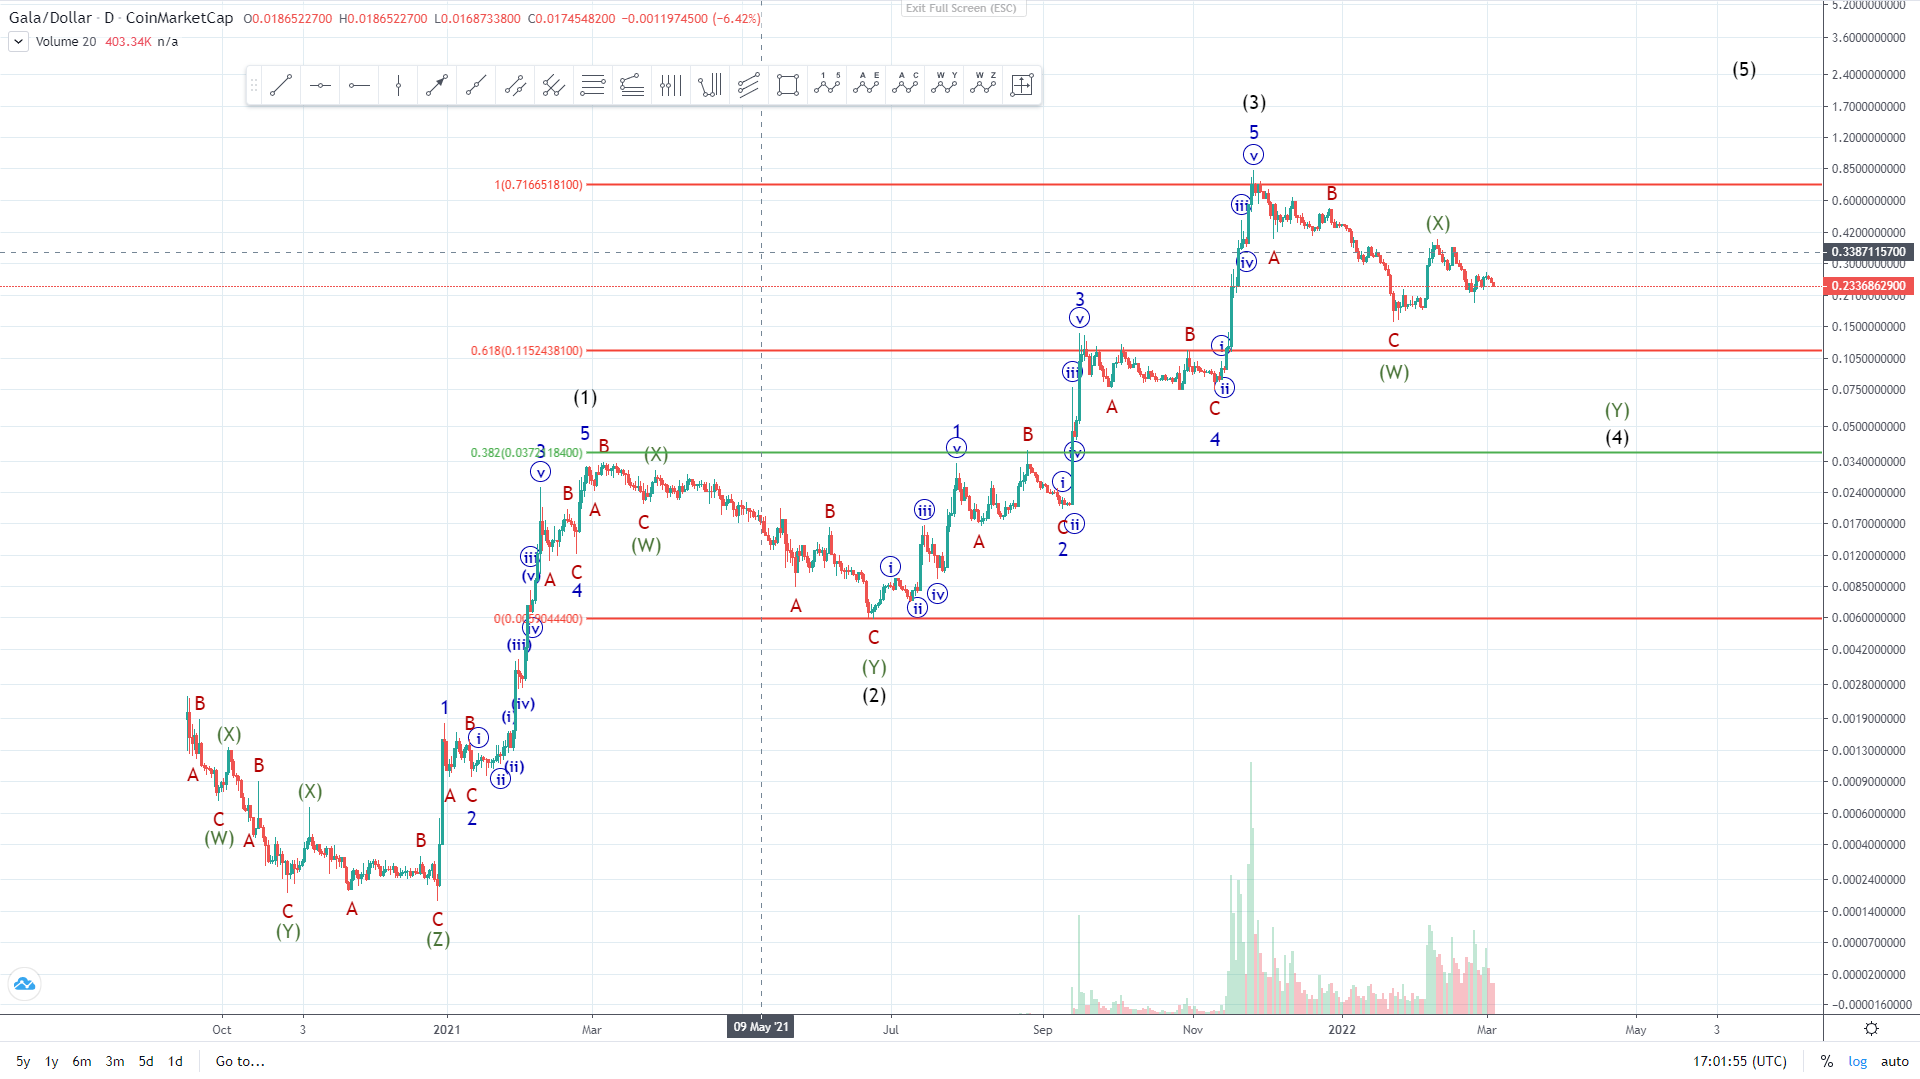 Exit Full Screen (ESC)
Gala/Dollar · D · CoinMarketCap O0.0186522700 H0.0186522700 L0.0168733800 C0.0174548200 −0.0011974500 (−6.42%)
Volume 20 403.34K n/a
1 5 A E A C W Y W Z
5.2000000000
3.6000000000
2.4000000000
1.7000000000
1.2000000000
0.8500000000
0.6000000000
0.4200000000
0.3387115700
0.3000000000
0.2336862900
0.2100000000
0.1500000000
0.1050000000
0.0750000000
0.0500000000
0.0340000000
0.0240000000
0.0170000000
0.0120000000
0.0085000000
0.0060000000
0.0042000000
0.0028000000
0.0019000000
0.0013000000
0.0009000000
0.0006000000
0.0004000000
0.0002400000
0.0001400000
0.0000700000
0.0000200000
−0.0000160000
(5)
(3)
5
v
1(0.7166518100)
B
iii
(X)
A
iv
3
v
B
C
i
0.618(0.1152438100)
iii
(W)
ii
(1)
A
C
(Y)
5
1
B
4
(4)
3
B
v
0.382(0.0372118400)
(X)
iv
v
i
B
A
iii
B
C
ii
C
A
2
(W)
iii
(v)
A
C
i
4
iv
A
ii
0(0.0059044400)
iv
C
(iii)
(Y)
(2)
B
1
(iv)
(i)
B
(X)
i
B
A
(ii)
ii
(X)
A
C
C
2
(W)
A
B
C
A
C
(Y)
(Z)
Oct 3 2021 Mar 09 May '21 Jul Sep Nov 2022 Mar May 3
5y 1y 6m 3m 5d 1d Go to... 17:01:55 (UTC) % log auto